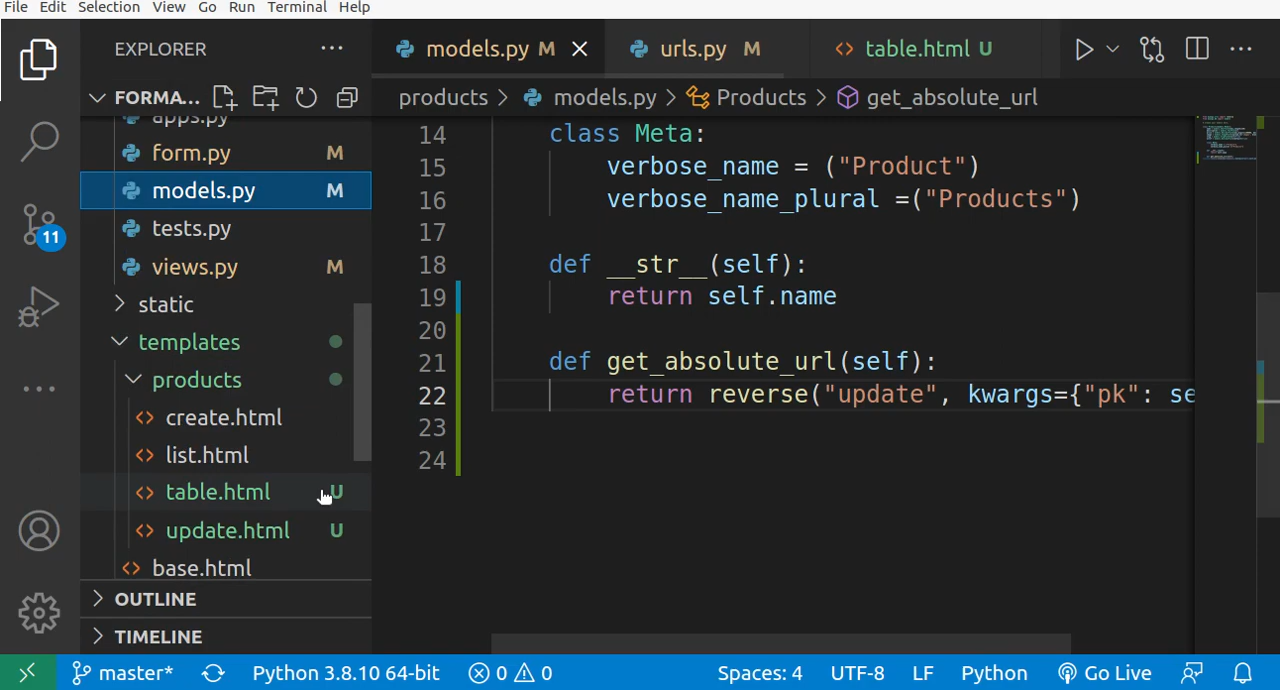 File Edit Selection View Go Run Terminal Help
EXPLORER
models.py M
urls.py M
table.html U
FORMA...
products > models.py > Products > get_absolute_url
apps.py
form.py M
models.py M
tests.py
views.py M
static
templates
products
create.html
list.html
table.html U
update.html U
base.html
OUTLINE
TIMELINE
11
14 class Meta:
15 verbose_name = ("Product")
16 verbose_name_plural =("Products")
17
18 def __str__(self):
19 return self.name
20
21 def get_absolute_url(self):
22 return reverse("update", kwargs={"pk": se
23
24
master* Python 3.8.10 64-bit 0 0 Spaces: 4 UTF-8 LF Python Go Live